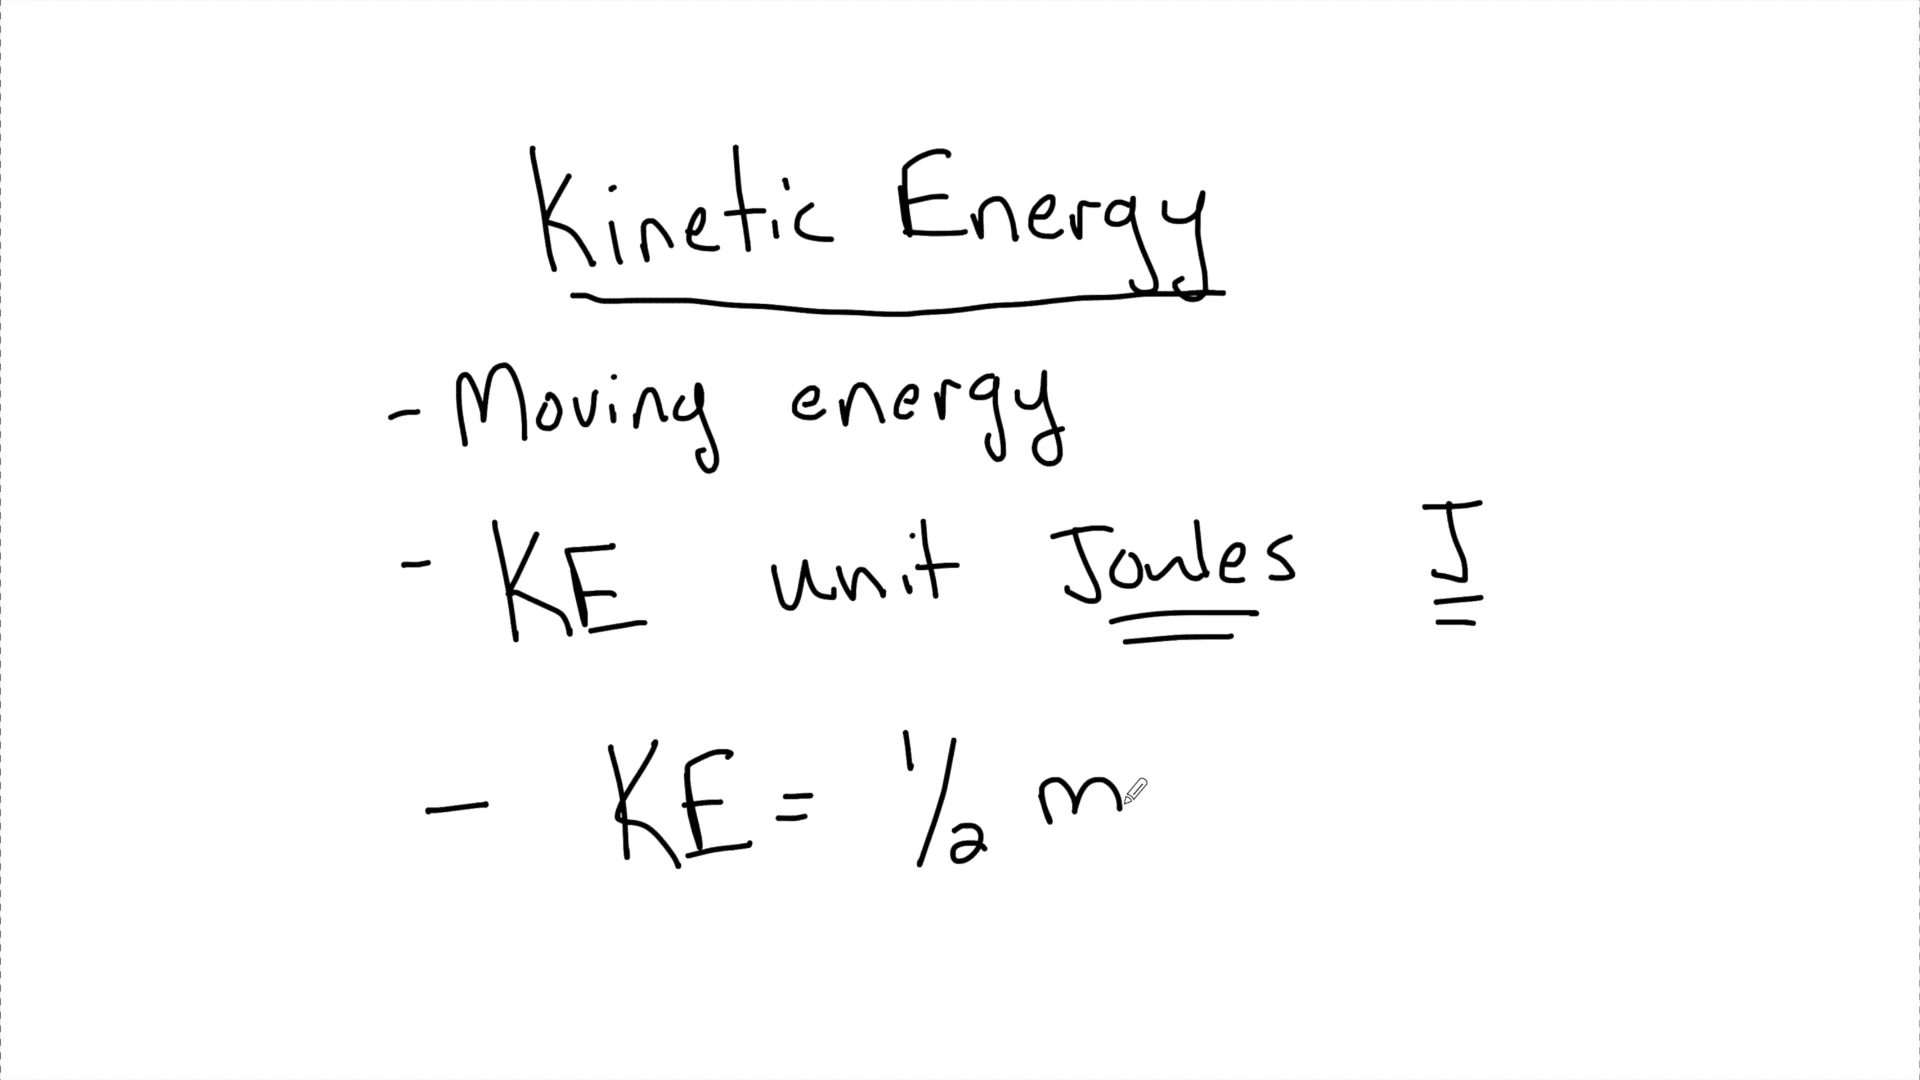 Kinetic Energy
- Moving energy
- KE unit Joules J
- KE = 1/2 m